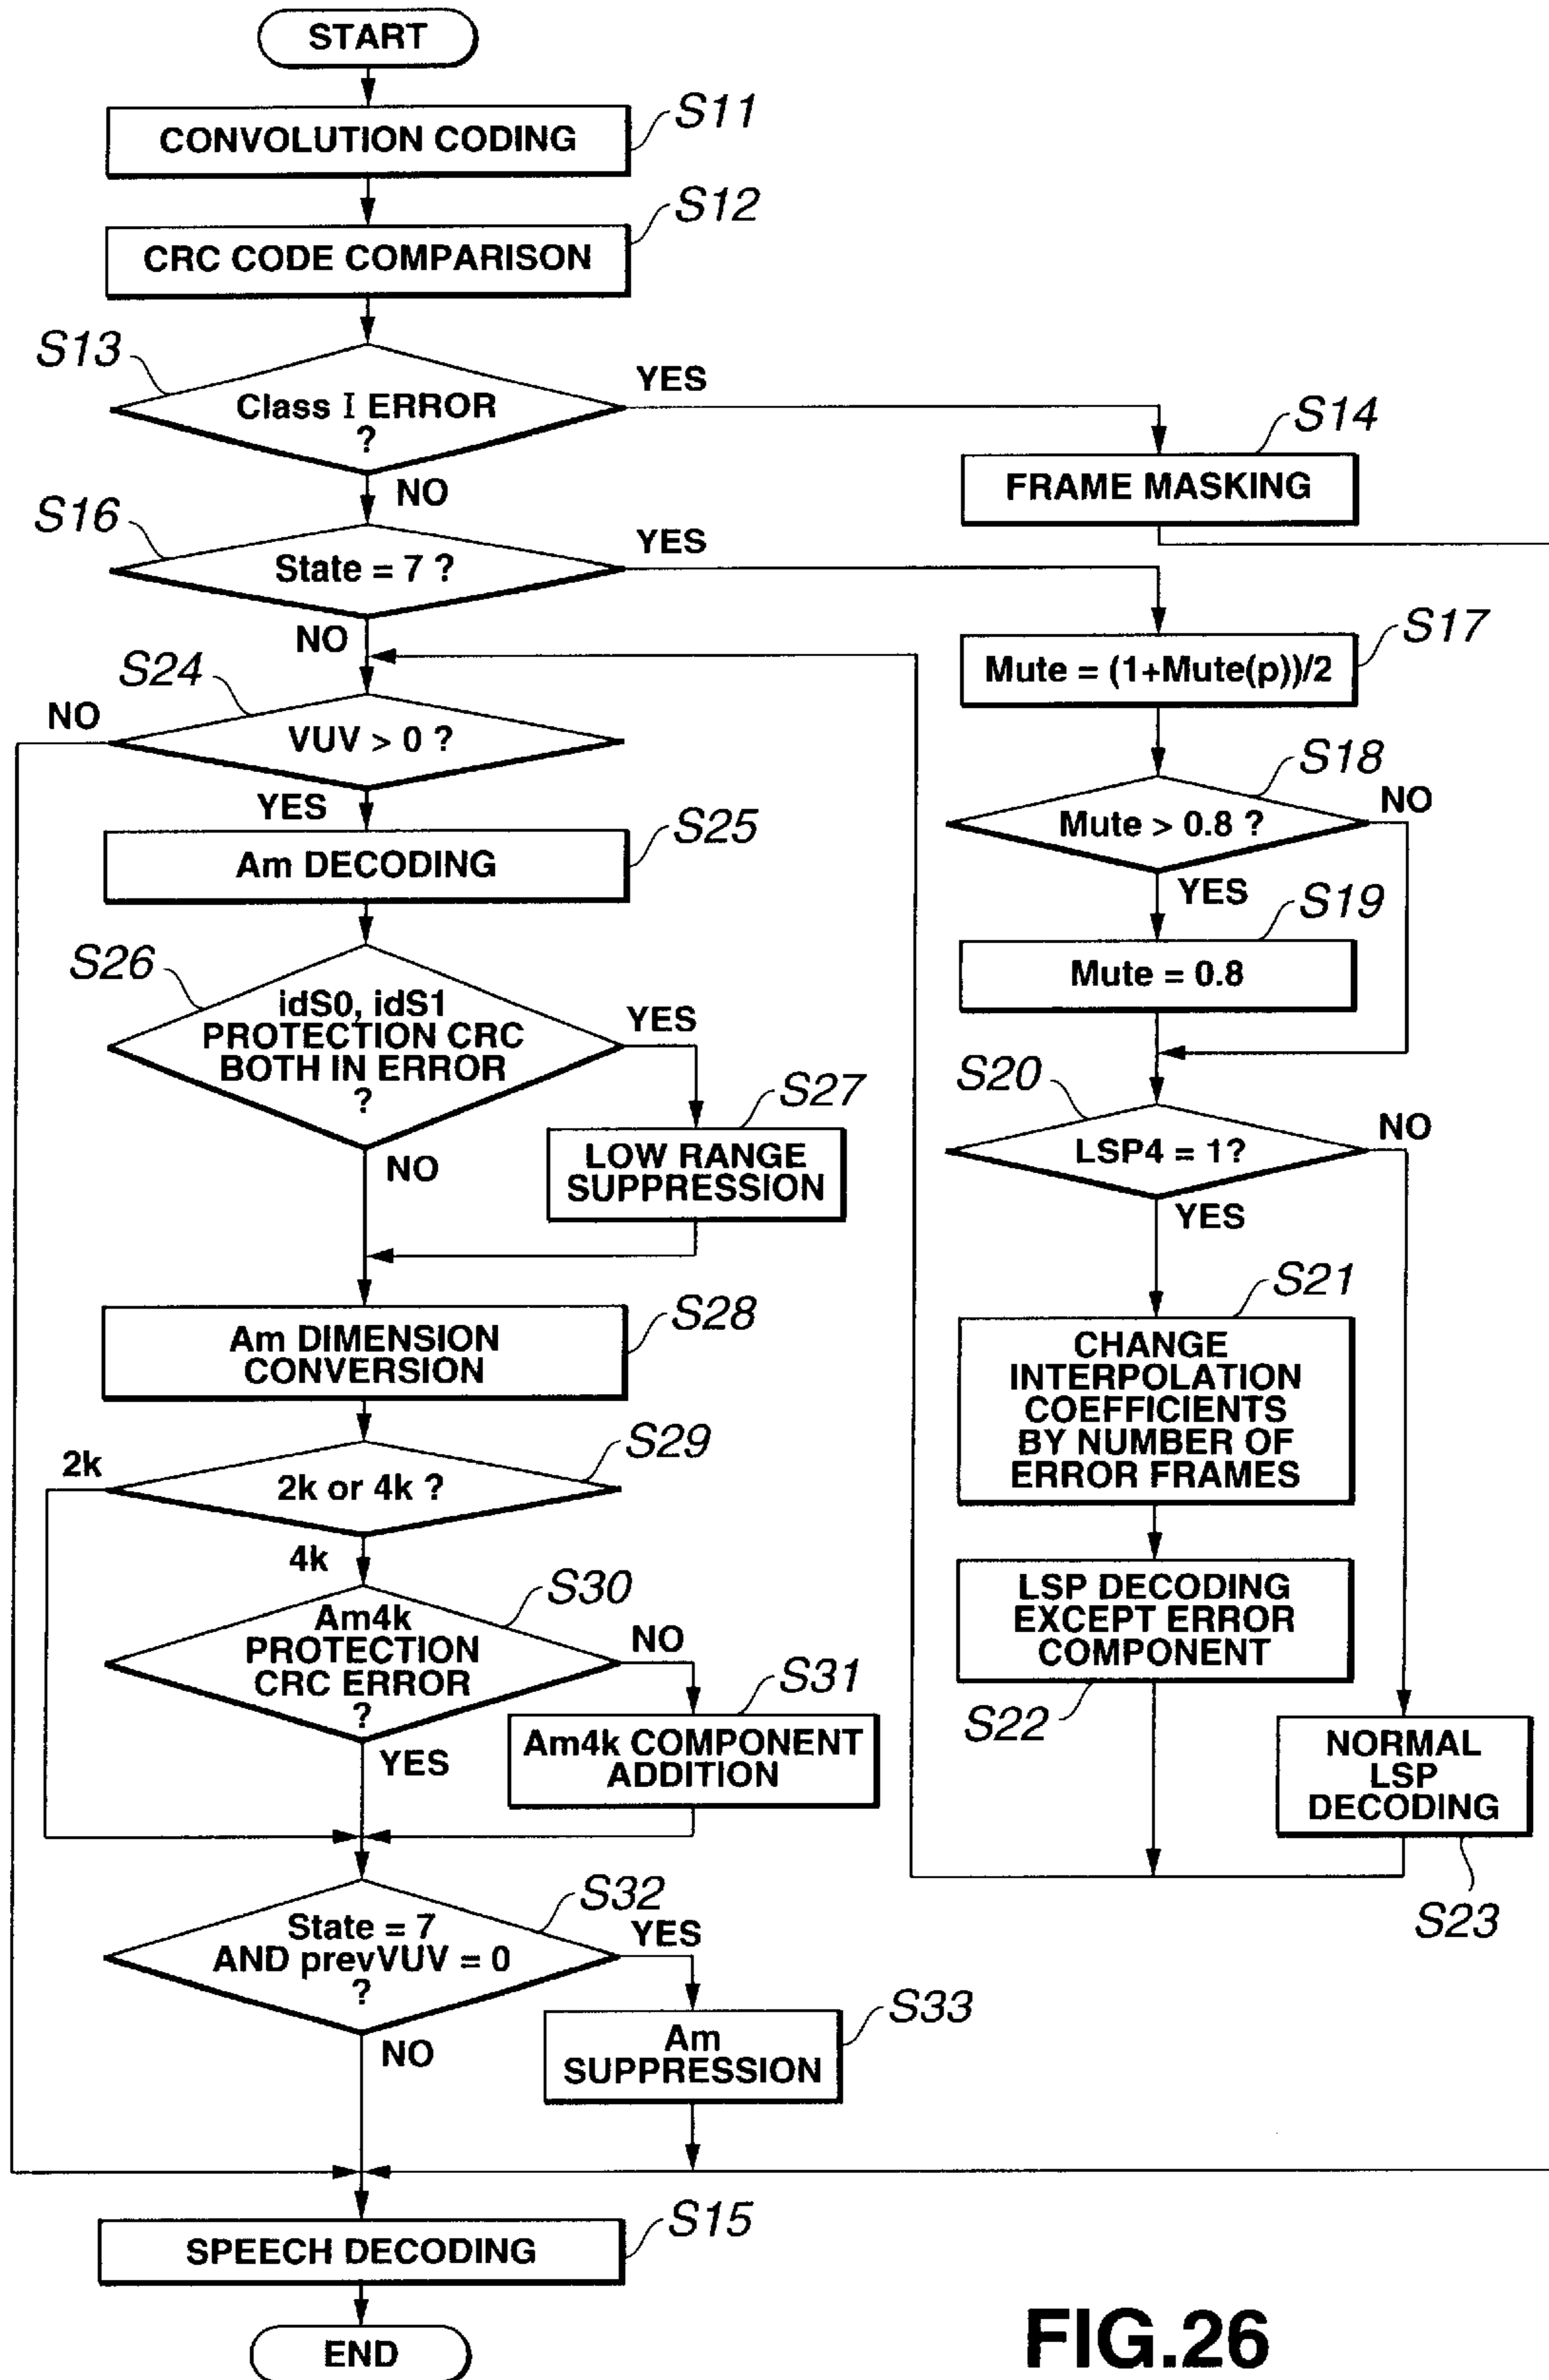 START
CONVOLUTION CODING
S11
CRC CODE COMPARISON
S12
S13
Class I ERROR
?
YES
NO
S14
FRAME MASKING
S16
State = 7 ?
YES
NO
S17
Mute = (1+Mute(p))/2
S24
VUV > 0 ?
NO
YES
S18
Mute > 0.8 ?
NO
YES
S25
Am DECODING
S19
Mute = 0.8
S26
idS0, idS1
PROTECTION CRC
BOTH IN ERROR
?
YES
NO
S27
LOW RANGE
SUPPRESSION
S20
LSP4 = 1?
NO
YES
S28
Am DIMENSION
CONVERSION
S21
CHANGE
INTERPOLATION
COEFFICIENTS
BY NUMBER OF
ERROR FRAMES
S29
2k or 4k ?
2k
4k
S30
Am4k
PROTECTION
CRC ERROR
?
NO
YES
S31
Am4k COMPONENT
ADDITION
LSP DECODING
EXCEPT ERROR
COMPONENT
S22
NORMAL
LSP
DECODING
S23
S32
State = 7
AND prevVUV = 0
?
YES
NO
S33
Am
SUPPRESSION
S15
SPEECH DECODING
END
FIG.26